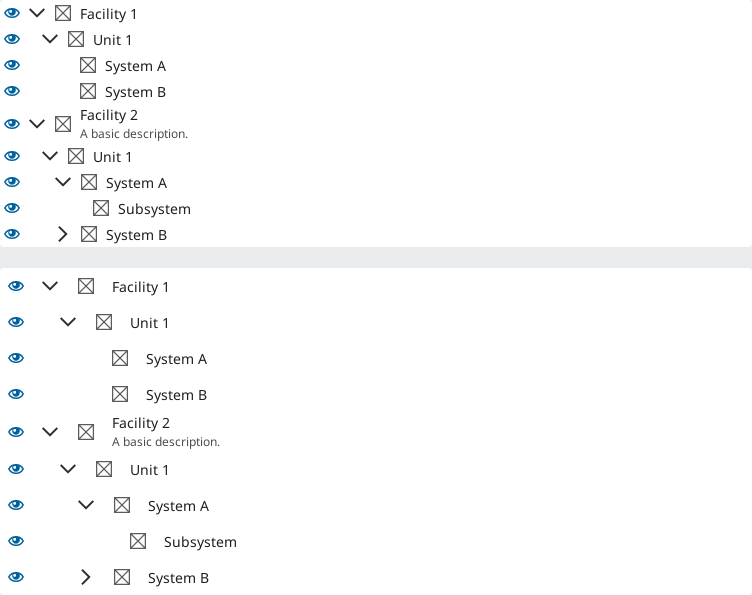 Facility 1
Unit 1
System A
System B
Facility 2
A basic description.
Unit 1
System A
Subsystem
System B
Facility 1
Unit 1
System A
System B
Facility 2
A basic description.
Unit 1
System A
Subsystem
System B